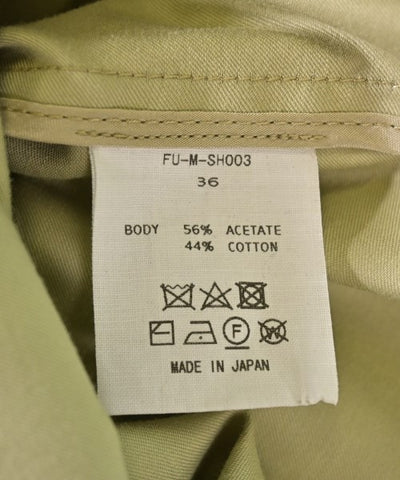 FU-M-SH003
36
BODY 56% ACETATE
44% COTTON
F W
MADE IN JAPAN